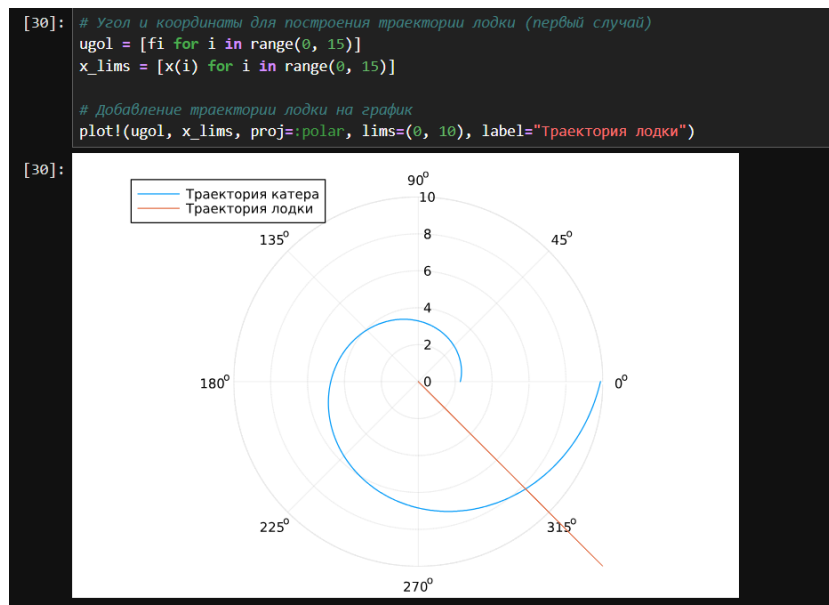 [30]: # Угол и координаты для построения траектории лодки (первый случай)
ugol = [fi for i in range(0, 15)]
x_lims = [x(i) for i in range(0, 15)]
# Добавление траектории лодки на график
plot!(ugol, x_lims, proj=:polar, lims=(0, 10), label="Траектория лодки")
[30]:
Траектория катера
Траектория лодки
90°
10
135°
45°
8
6
4
2
180°
0
0°
225°
315°
270°